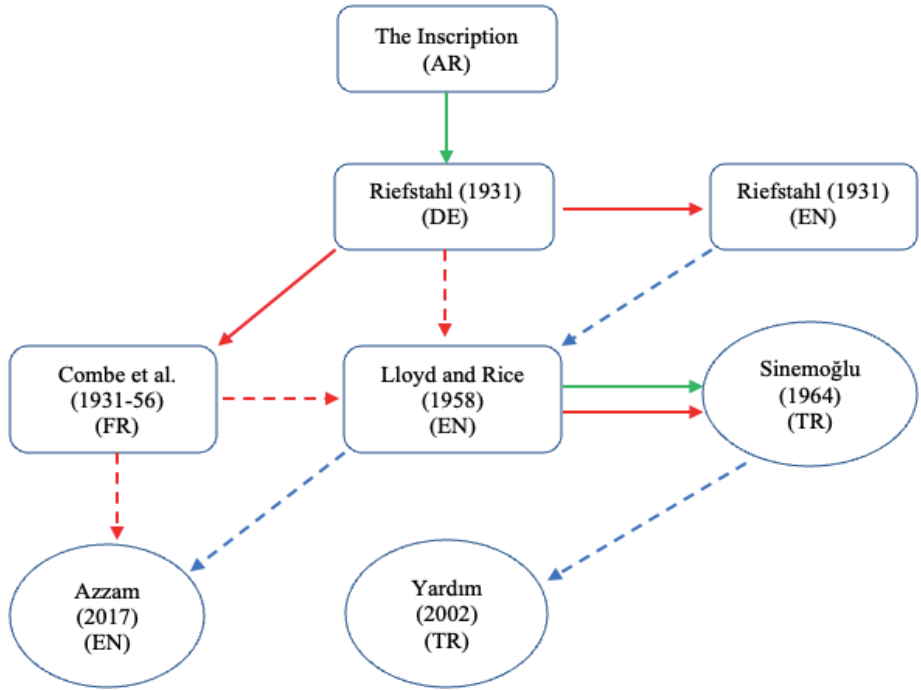 The Inscription
(AR)
Riefstahl (1931)
(DE)
Riefstahl (1931)
(EN)
Combe et al.
(1931-56)
(FR)
Lloyd and Rice
(1958)
(EN)
Sinemoğlu
(1964)
(TR)
Azzam
(2017)
(EN)
Yardım
(2002)
(TR)